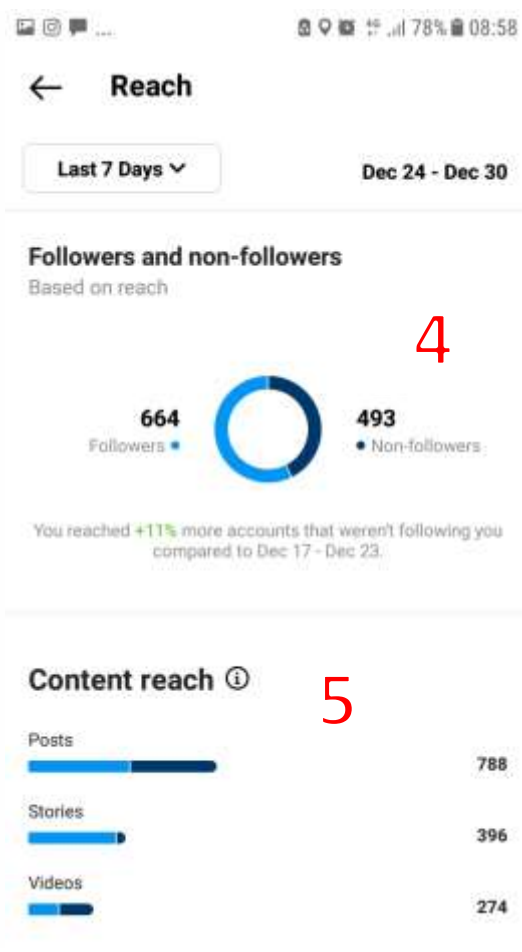 ... 78% 08:58
Reach
Last 7 Days Dec 24 - Dec 30
Followers and non-followers
Based on reach
4
664 493
Followers Non-followers
You reached +11% more accounts that weren't following you
compared to Dec 17 - Dec 23.
Content reach
5
Posts
788
Stories
396
Videos
274